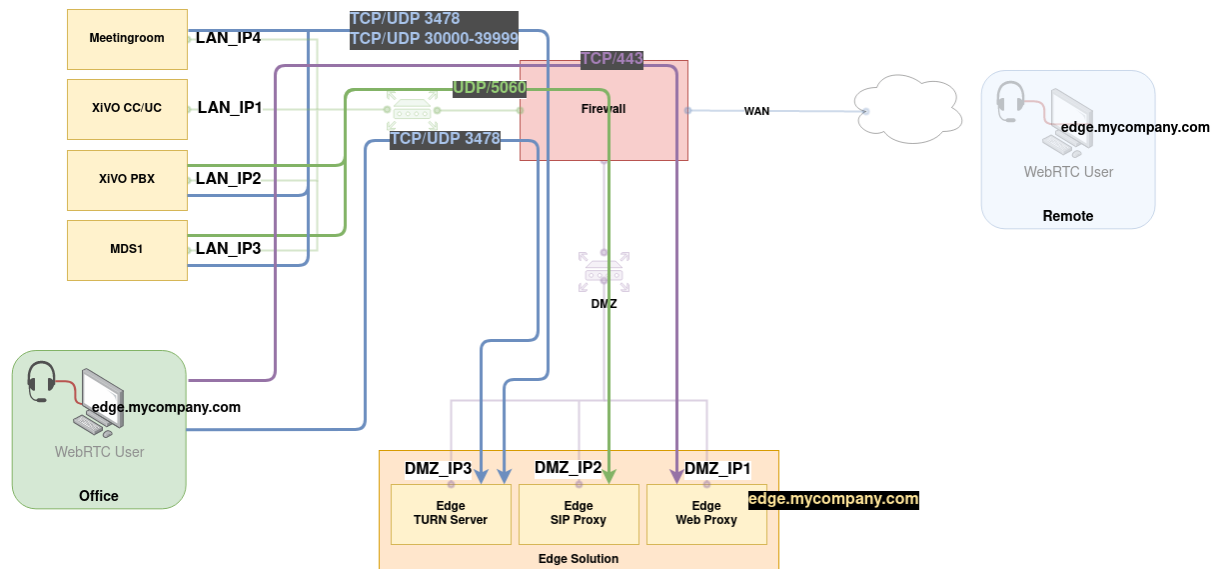 Meetingroom
LAN_IP4
TCP/UDP 3478
TCP/UDP 30000-39999
TCP/443
XiVO CC/UC
LAN_IP1
UDP/5060
Firewall
WAN
edge.mycompany.com
WebRTC User
Remote
TCP/UDP 3478
XiVO PBX
LAN_IP2
MDS1
LAN_IP3
DMZ
edge.mycompany.com
WebRTC User
Office
DMZ_IP3
DMZ_IP2
DMZ_IP1
Edge
TURN Server
Edge
SIP Proxy
Edge
Web Proxy
edge.mycompany.com
Edge Solution